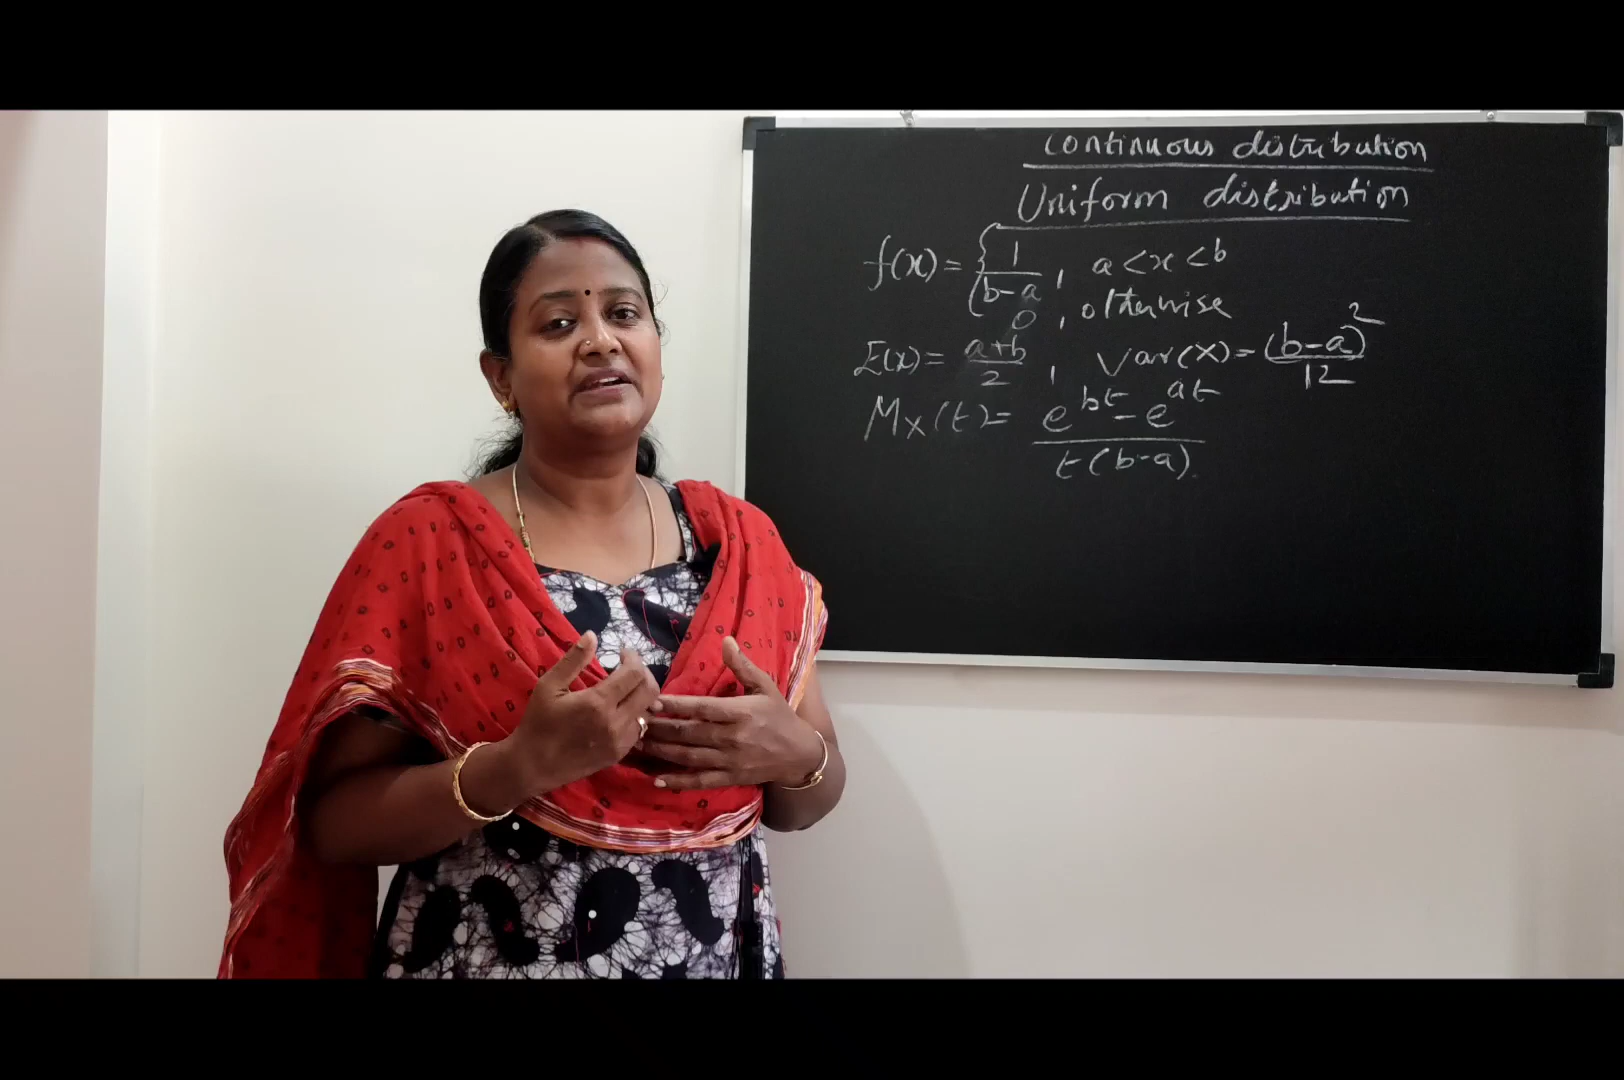 continuous distribution
Uniform distribution
f(x) = { 1/(b-a , a<x<b
0 , otherwise
E(x) = a+b/2 , Var(X) = (b-a)²/12
Mx(t) = e^bt - e^at / t(b-a).